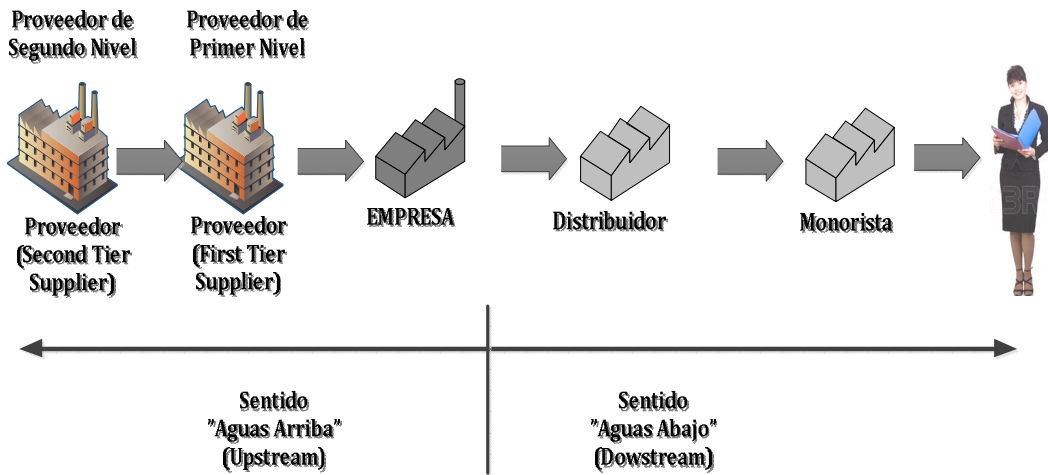 Proveedor de
Segundo Nivel
Proveedor de
Primer Nivel
Proveedor
(Second Tier
Supplier)
Proveedor
(First Tier
Supplier)
EMPRESA
Distribuidor
Monorista
3R
Sentido
"Aguas Arriba"
(Upstream)
Sentido
"Aguas Abajo"
(Dowstream)